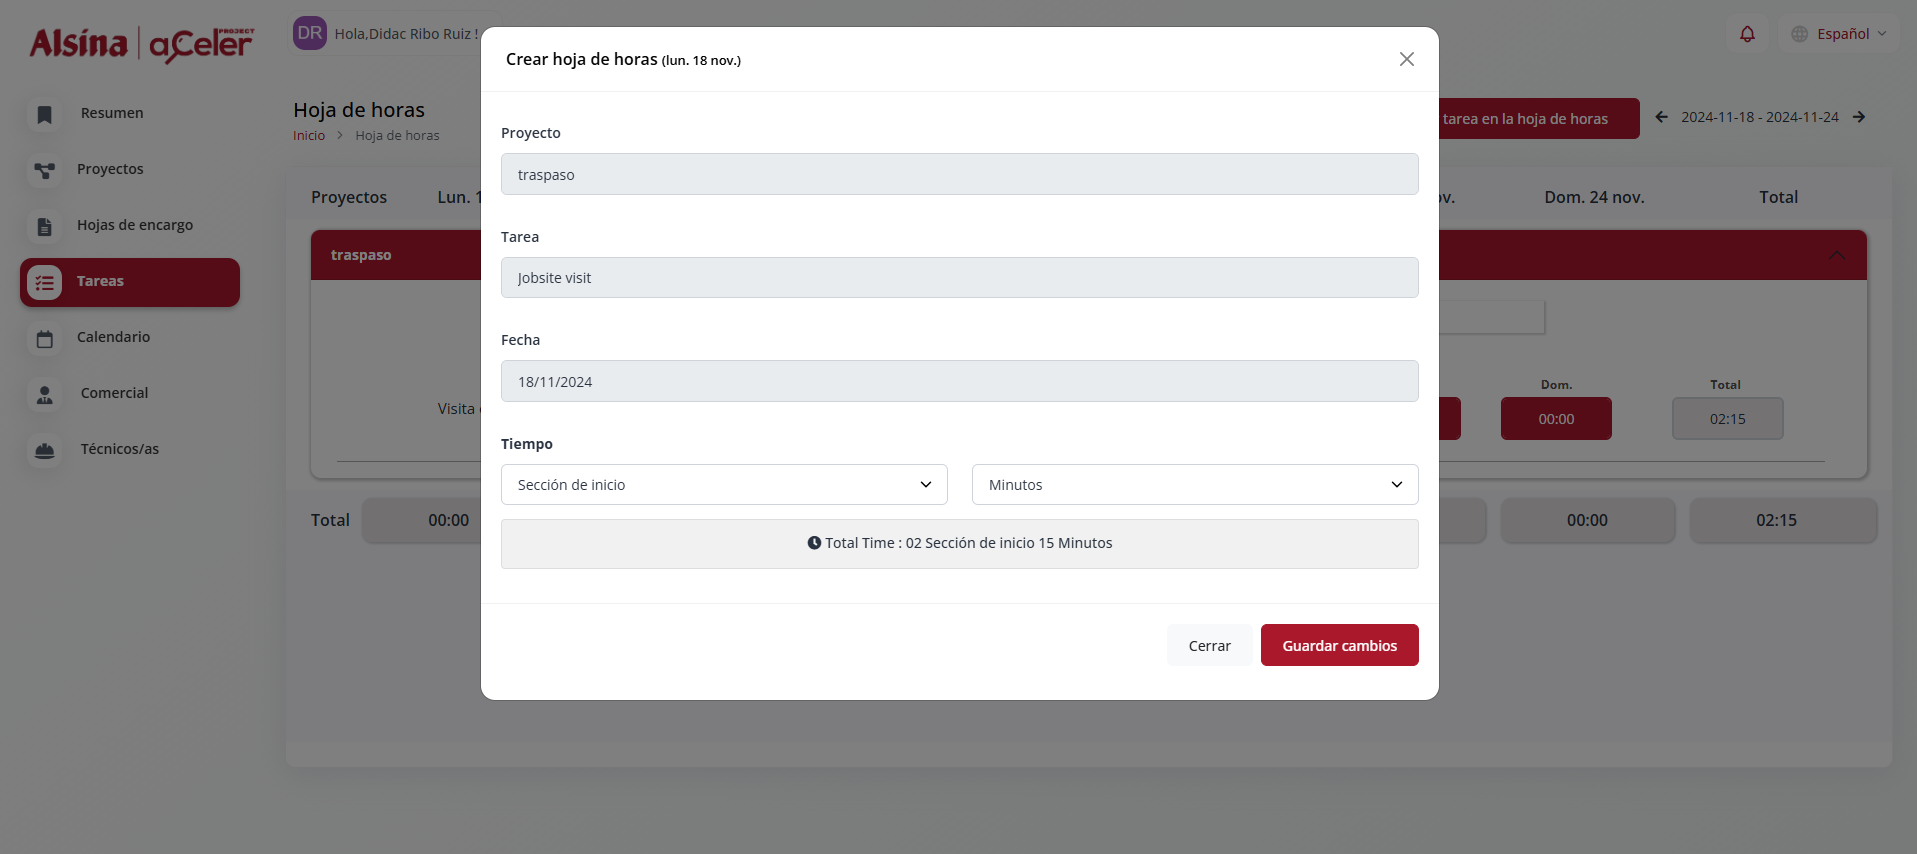 Alsina | aCeler PROJECT
DR Hola,Didac Ribo Ruiz !
Español
Resumen
Proyectos
Hojas de encargo
Tareas
Calendario
Comercial
Técnicos/as
Hoja de horas
Inicio > Hoja de horas
tarea en la hoja de horas
2024-11-18 - 2024-11-24
Proyectos Lun. 1
ov. Dom. 24 nov. Total
traspaso
Visita
Dom. Total
00:00 02:15
Total 00:00
00:00 02:15
Crear hoja de horas (lun. 18 nov.)
Proyecto
traspaso
Tarea
Jobsite visit
Fecha
18/11/2024
Tiempo
Sección de inicio Minutos
Total Time : 02 Sección de inicio 15 Minutos
Cerrar Guardar cambios